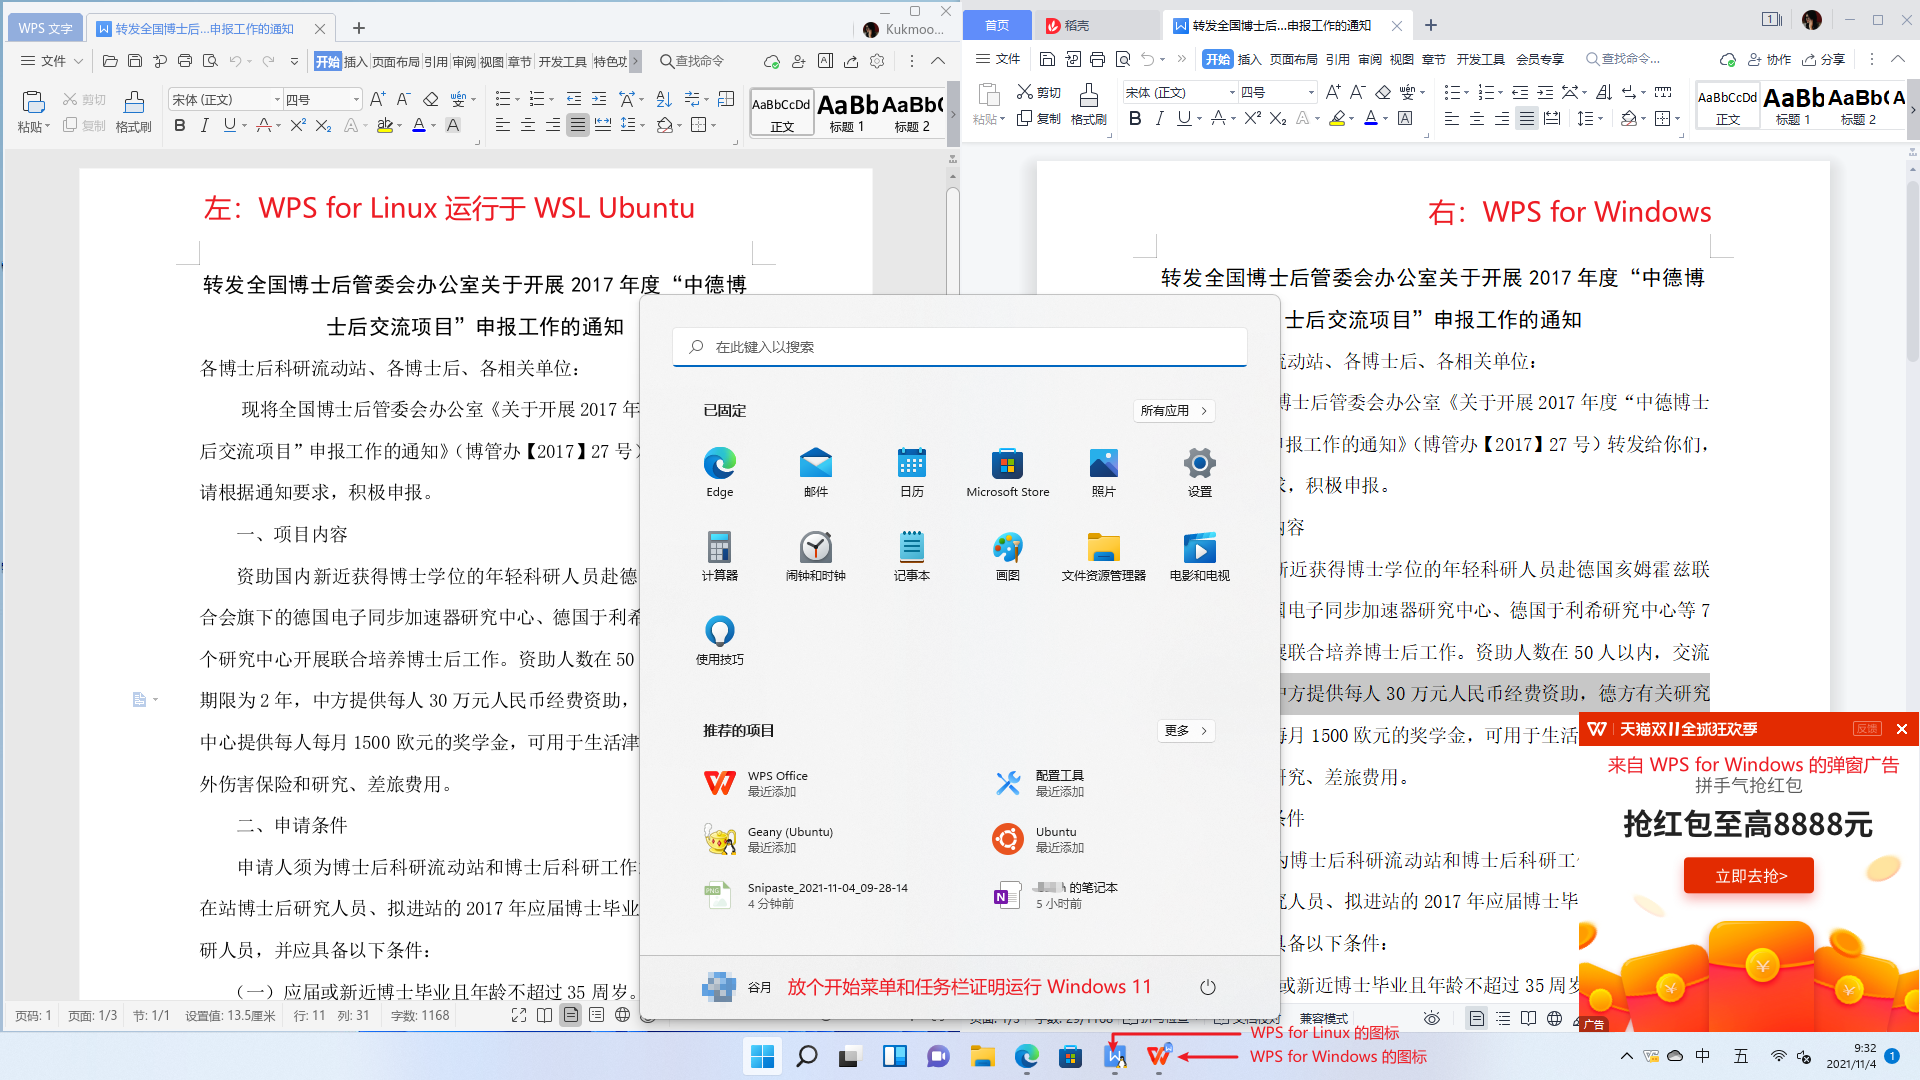 WPS 文字
转发全国博士后...申报工作的通知
Kukmoo...
文件
开始 插入 页面布局 引用 审阅 视图 章节 开发工具 特色功
查找命令
粘贴
剪切
复制
格式刷
宋体 (正文)
四号
AaBbCcDd
正文
AaBb
标题 1
AaBb(
标题 2
左：WPS for Linux 运行于 WSL Ubuntu
转发全国博士后管委会办公室关于开展 2017 年度“中德博
士后交流项目”申报工作的通知
各博士后科研流动站、各博士后、各相关单位：
现将全国博士后管委会办公室《关于开展 2017 年
后交流项目”申报工作的通知》（博管办【2017】27 号）
请根据通知要求，积极申报。
一、项目内容
资助国内新近获得博士学位的年轻科研人员赴德
合会旗下的德国电子同步加速器研究中心、德国于利希
个研究中心开展联合培养博士后工作。资助人数在 50
期限为 2 年，中方提供每人 30 万元人民币经费资助，
中心提供每人每月 1500 欧元的奖学金，可用于生活津
外伤害保险和研究、差旅费用。
二、申请条件
申请人须为博士后科研流动站和博士后科研工作
在站博士后研究人员、拟进站的 2017 年应届博士毕业
研人员，并应具备以下条件：
（一）应届或新近博士毕业且年龄不超过 35 周岁。
页码: 1 页面: 1/3 节: 1/1 设置值: 13.5厘米 行: 11 列: 31 字数: 1168
首页
稻壳
转发全国博士后...申报工作的通知
1
文件
开始 插入 页面布局 引用 审阅 视图 章节 开发工具 会员专享
查找命令...
协作
分享
粘贴
剪切
复制
格式刷
宋体 (正文)
四号
AaBbCcDd
正文
AaBb
标题 1
AaBb(
标题 2
右：WPS for Windows
转发全国博士后管委会办公室关于开展 2017 年度“中德博
士后交流项目”申报工作的通知
流动站、各博士后、各相关单位：
博士后管委会办公室《关于开展 2017 年度“中德博士
报工作的通知》（博管办【2017】27 号）转发给你们，
，积极申报。
内容
新近获得博士学位的年轻科研人员赴德国亥姆霍兹联
电子同步加速器研究中心、德国于利希研究中心等 7
联合培养博士后工作。资助人数在 50 人以内，交流
中方提供每人 30 万元人民币经费资助，德方有关研究
每月 1500 欧元的奖学金，可用于生活
研究、差旅费用。
条件
为博士后科研流动站和博士后科研工作
究人员、拟进站的 2017 年应届博士毕
具备以下条件：
或新近博士毕业且年龄不超过 35 周岁
兼容模式
在此键入以搜索
已固定
所有应用
Edge
邮件
日历
Microsoft Store
照片
设置
计算器
闹钟和时钟
记事本
画图
文件资源管理器
电影和电视
使用技巧
推荐的项目
更多
WPS Office
最近添加
配置工具
最近添加
Geany (Ubuntu)
最近添加
Ubuntu
最近添加
Snipaste_2021-11-04_09-28-14
4 分钟前
的笔记本
5 小时前
谷月
放个开始菜单和任务栏证明运行 Windows 11
天猫双11全球狂欢季
反馈
来自 WPS for Windows 的弹窗广告
拼手气抢红包
抢红包至高8888元
立即去抢>
广告
WPS for Linux 的图标
WPS for Windows 的图标
中
五
9:32
2021/11/4
1